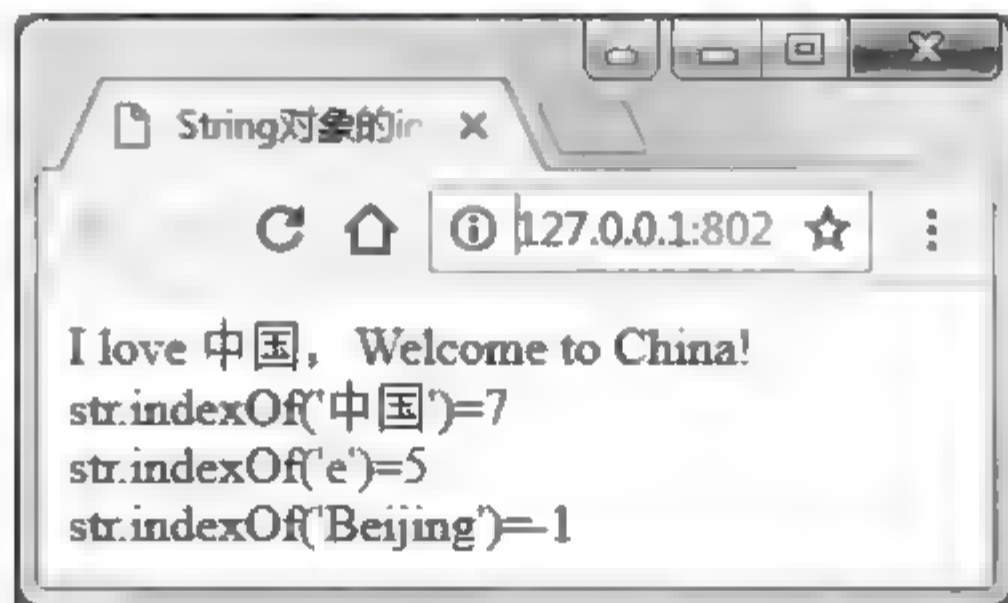 String对象的in
127.0.0.1:802
I love 中国，Welcome to China!
str.indexOf('中国')=7
str.indexOf('e')=5
str.indexOf('Beijing')=-1